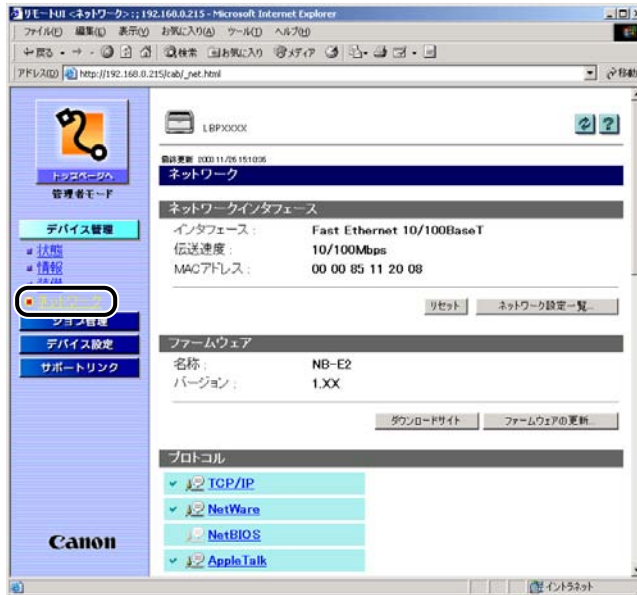 リモートUI <ネットワーク> : ; 192.168.0.215 - Microsoft Internet Explorer
ファイル(F) 編集(E) 表示(V) お気に入り(A) ツール(T) ヘルプ(H)
戻る 検索 お気に入り メディア
アドレス(D) http://192.168.0.215/cab/_net.html 移動
LBPXXXX
トップページへ
管理者モード
最終更新
ネットワーク
ネットワークインタフェース
インタフェース : Fast Ethernet 10/100BaseT
伝送速度 : 10/100Mbps
MACアドレス : 00 00 85 11 20 08
リセット ネットワーク設定一覧...
デバイス管理
状態
情報
ネットワーク
ジョブ管理
デバイス設定
サポートリンク
ファームウェア
名称 : NB-E2
バージョン : 1.XX
ダウンロードサイト ファームウェアの更新...
プロトコル
TCP/IP
NetWare
NetBIOS
AppleTalk
Canon
イントラネット